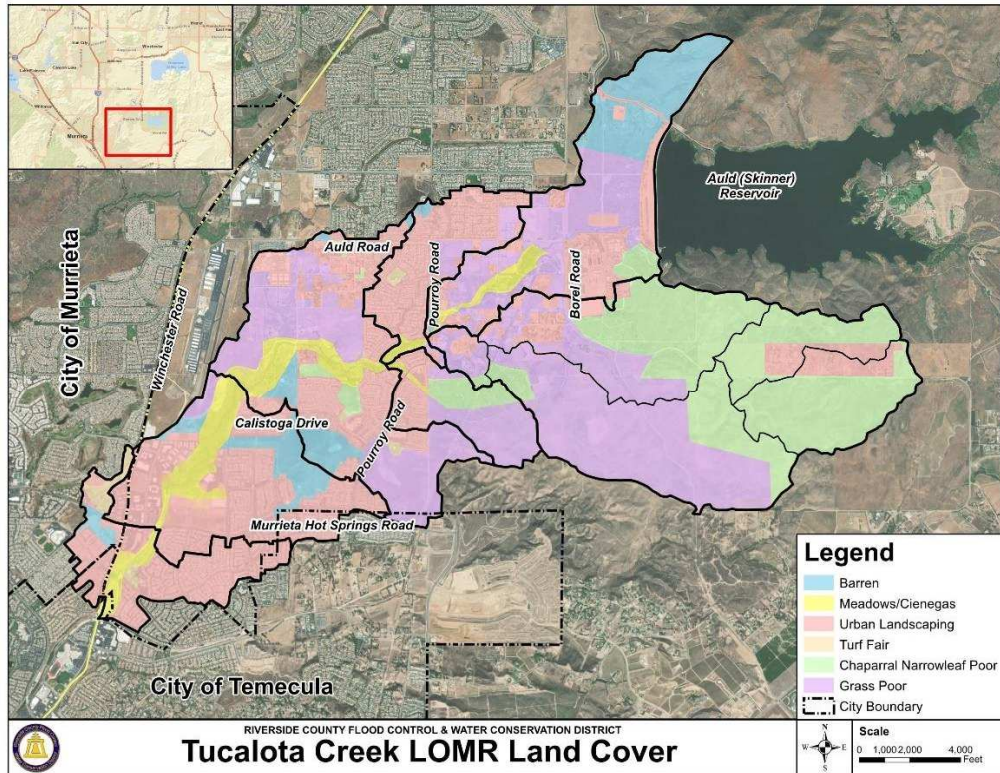 Winchester
Murrieta
City of Murrieta
Winchester Road
Auld Road
Pourroy Road
Borel Road
Auld (Skinner)
Reservoir
Calistoga Drive
Pourroy Road
Murrieta Hot Springs Road
City of Temecula
Legend
Barren
Meadows/Cienegas
Urban Landscaping
Turf Fair
Chaparral Narrowleaf Poor
Grass Poor
City Boundary
RIVERSIDE COUNTY FLOOD CONTROL & WATER CONSERVATION DISTRICT
Tucalota Creek LOMR Land Cover
N
W E
S
Scale
0 1,000 2,000 4,000
Feet